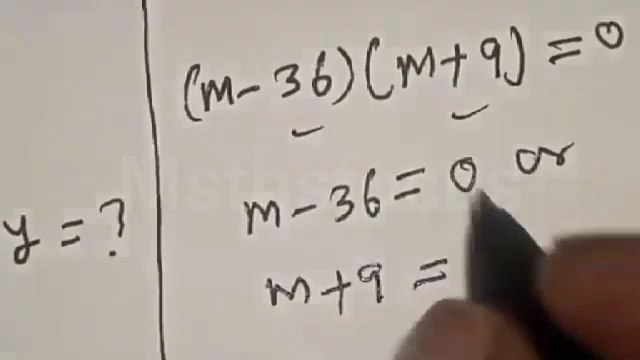 (m-36)(m+9)=0
m-36=0 or
y=?
m+9=